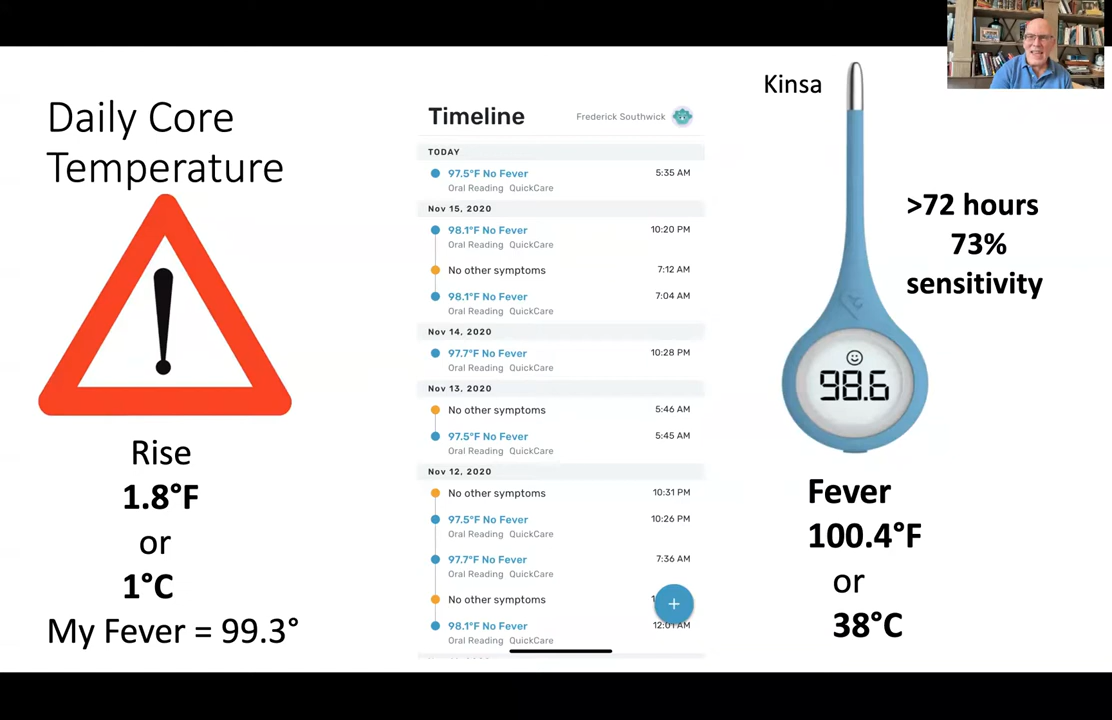 Daily Core
Temperature
Rise
1.8°F
or
1°C
My Fever = 99.3°
Timeline
Frederick Southwick
TODAY
97.5°F No Fever 5:35 AM
Oral Reading QuickCare
Nov 15, 2020
98.1°F No Fever 10:20 PM
Oral Reading QuickCare
No other symptoms 7:12 AM
98.1°F No Fever 7:04 AM
Oral Reading QuickCare
Nov 14, 2020
97.7°F No Fever 10:28 PM
Oral Reading QuickCare
Nov 13, 2020
No other symptoms 5:46 AM
97.5°F No Fever 5:45 AM
Oral Reading QuickCare
Nov 12, 2020
No other symptoms 10:31 PM
97.5°F No Fever 10:26 PM
Oral Reading QuickCare
97.7°F No Fever 7:36 AM
Oral Reading QuickCare
No other symptoms
+
98.1°F No Fever 12:01 AM
Oral Reading QuickCare
Kinsa
>72 hours
73%
sensitivity
98.6
Fever
100.4°F
or
38°C